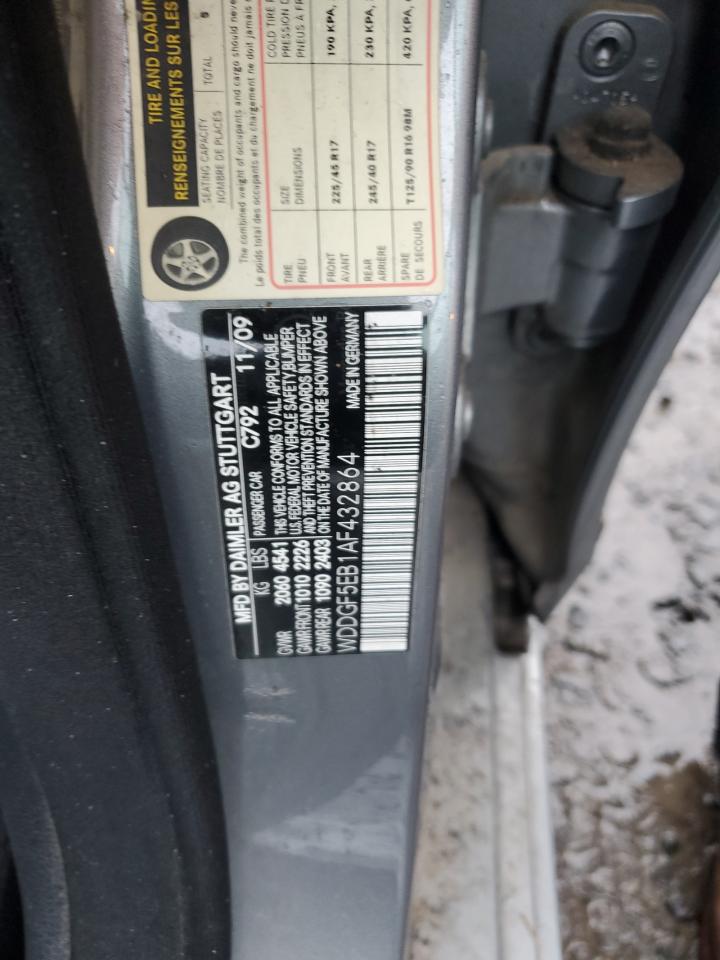 MFD BY DAIMLER AG STUTTGART
C792 11/09
KG LBS PASSENGER CAR
GVWR 2060 4541 THIS VEHICLE CONFORMS TO ALL APPLICABLE
GAWR FRONT 1010 2226 U.S. FEDERAL MOTOR VEHICLE SAFETY, BUMPER
GAWR REAR 1090 2403 AND THEFT PREVENTION STANDARDS IN EFFECT
ON THE DATE OF MANUFACTURE SHOWN ABOVE
WDDGF5EB1AF432864 MADE IN GERMANY
TIRE AND LOADIN
RENSEIGNEMENTS SUR LES
SEATING CAPACITY
NOMBRE DE PLACES
TOTAL 5
The combined weight of occupants and cargo should neve
Le poids total des occupants et du chargement ne doit jamais
TIRE SIZE COLD TIRE
PNEU DIMENSIONS PRESSION D
PNEUS À FR
FRONT 225/45 R17 190 KPA,
AVANT
REAR 245/40 R17 230 KPA,
ARRIÈRE
SPARE T125/90 R16 98M 420 KPA,
DE SECOURS